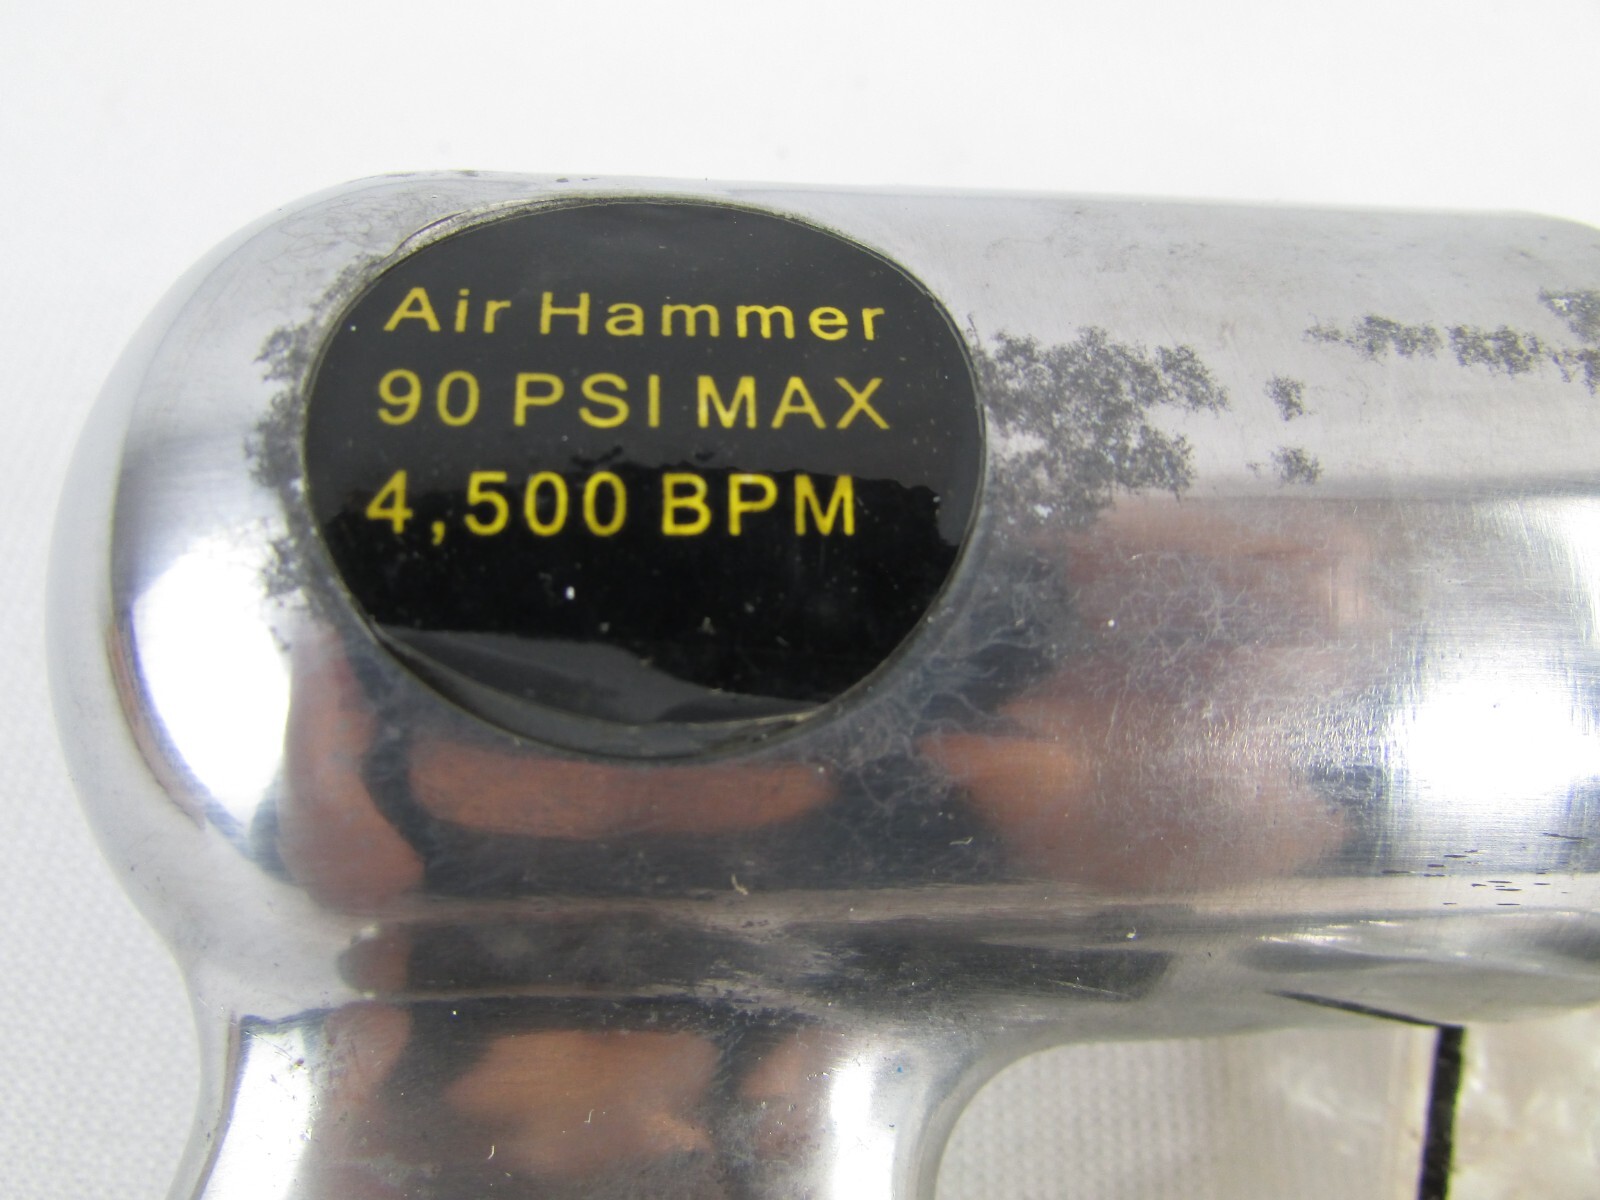 Air Hammer
90 PSI MAX
4,500 BPM